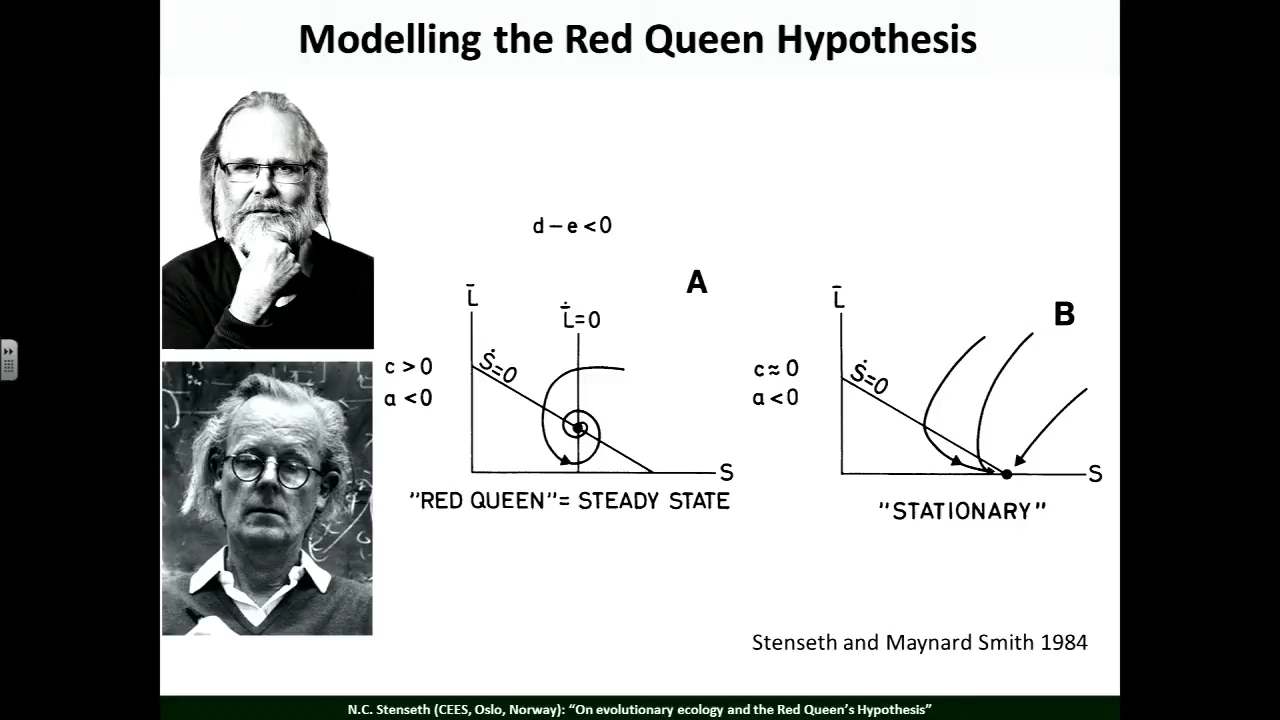 Modelling the Red Queen Hypothesis
d – e < 0
A
L̄
L̄̇ = 0
c > 0
a < 0
Ṡ=0
S
"RED QUEEN" = STEADY STATE
B
L̄
c ≈ 0
a < 0
Ṡ=0
S
"STATIONARY"
Stenseth and Maynard Smith 1984
N.C. Stenseth (CEES, Oslo, Norway): "On evolutionary ecology and the Red Queen's Hypothesis"